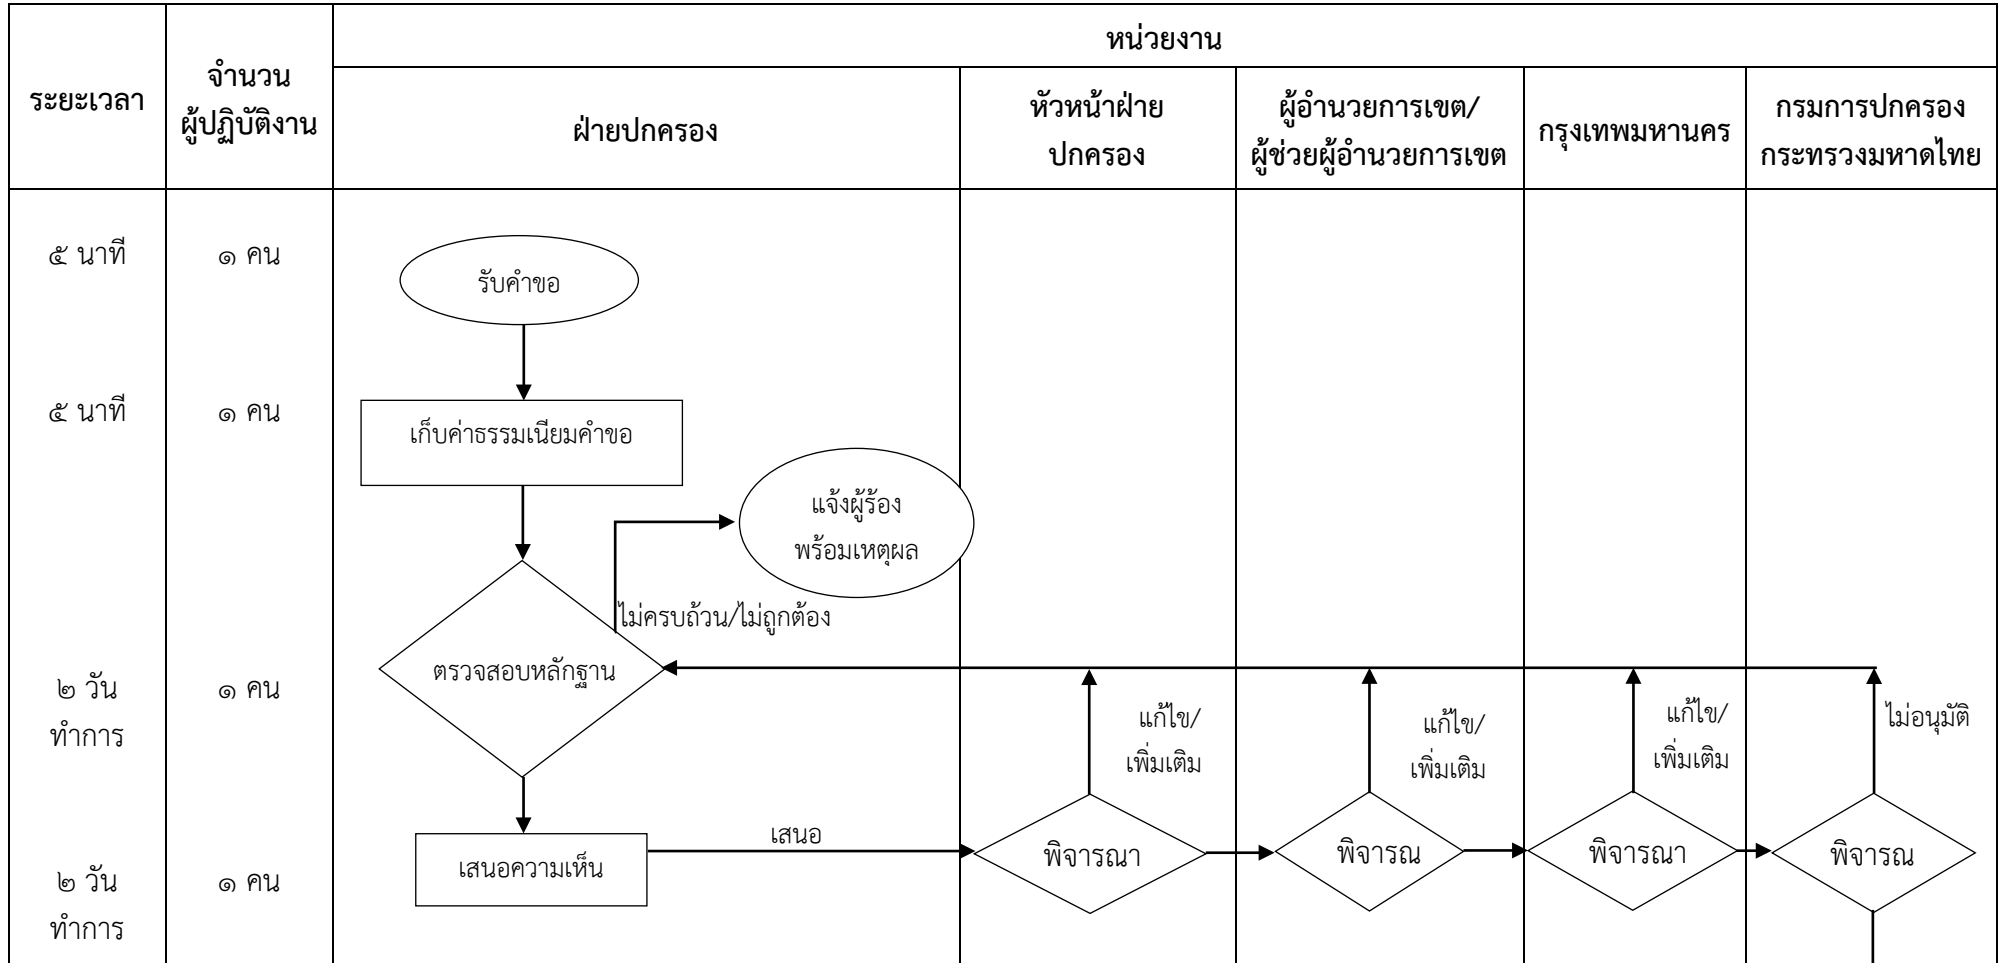 หน่วยงาน
ระยะเวลา
จำนวน
ผู้ปฏิบัติงาน
ฝ่ายปกครอง
หัวหน้าฝ่าย
ปกครอง
ผู้อำนวยการเขต/
ผู้ช่วยผู้อำนวยการเขต
กรุงเทพมหานคร
กรมการปกครอง
กระทรวงมหาดไทย
๕ นาที
๑ คน
รับคำขอ
๕ นาที
๑ คน
เก็บค่าธรรมเนียมคำขอ
แจ้งผู้ร้อง
พร้อมเหตุผล
ไม่ครบถ้วน/ไม่ถูกต้อง
๒ วัน
ทำการ
๑ คน
ตรวจสอบหลักฐาน
แก้ไข/
เพิ่มเติม
แก้ไข/
เพิ่มเติม
แก้ไข/
เพิ่มเติม
ไม่อนุมัติ
๒ วัน
ทำการ
๑ คน
เสนอความเห็น
เสนอ
พิจารณา
พิจารณ
พิจารณา
พิจารณ